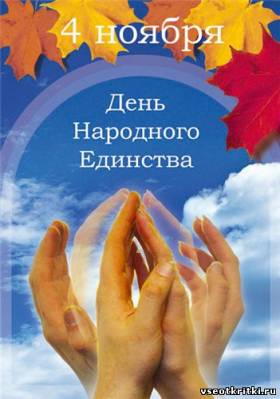 4 ноября
День
Народного
Единства
vseotkritki.ru